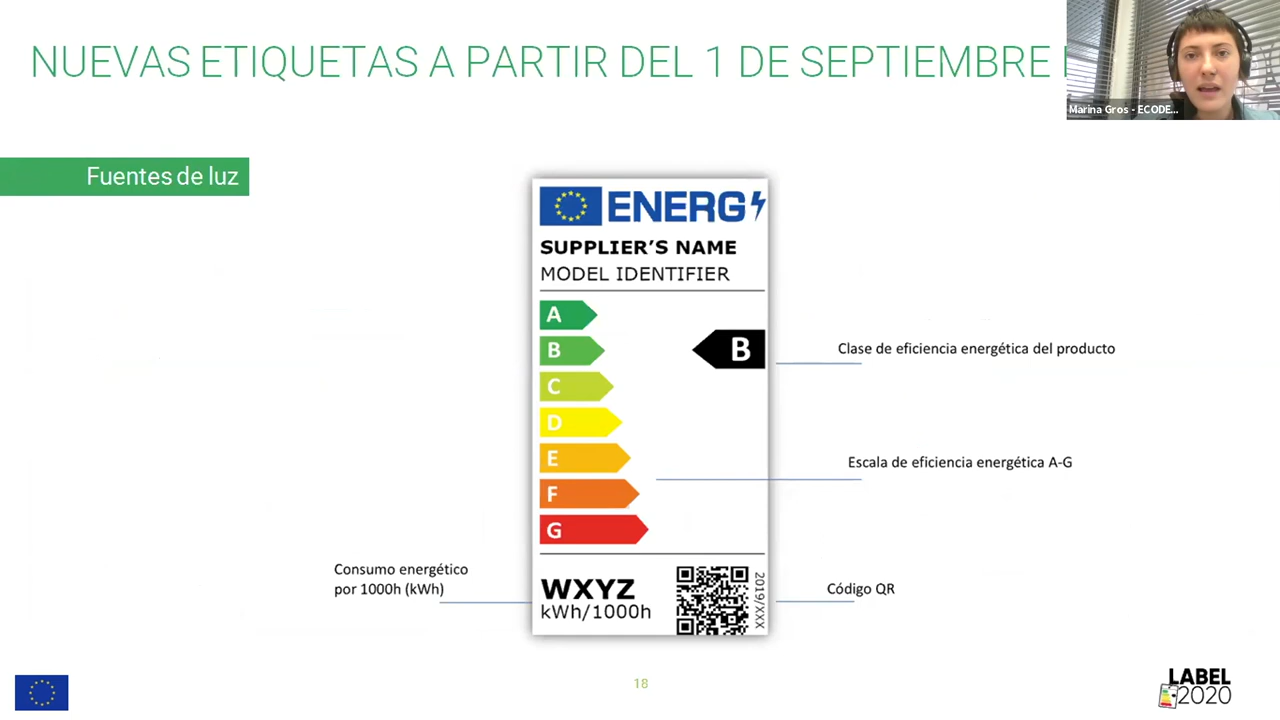 NUEVAS ETIQUETAS A PARTIR DEL 1 DE SEPTIEMBRE
Marina Gros - ECODE...
Fuentes de luz
ENERG
SUPPLIER'S NAME
MODEL IDENTIFIER
A
B
B
Clase de eficiencia energética del producto
C
D
E
Escala de eficiencia energética A-G
F
G
Consumo energético
por 1000h (kWh)
WXYZ
kWh/1000h
2019/XXX
Código QR
18
LABEL
2020